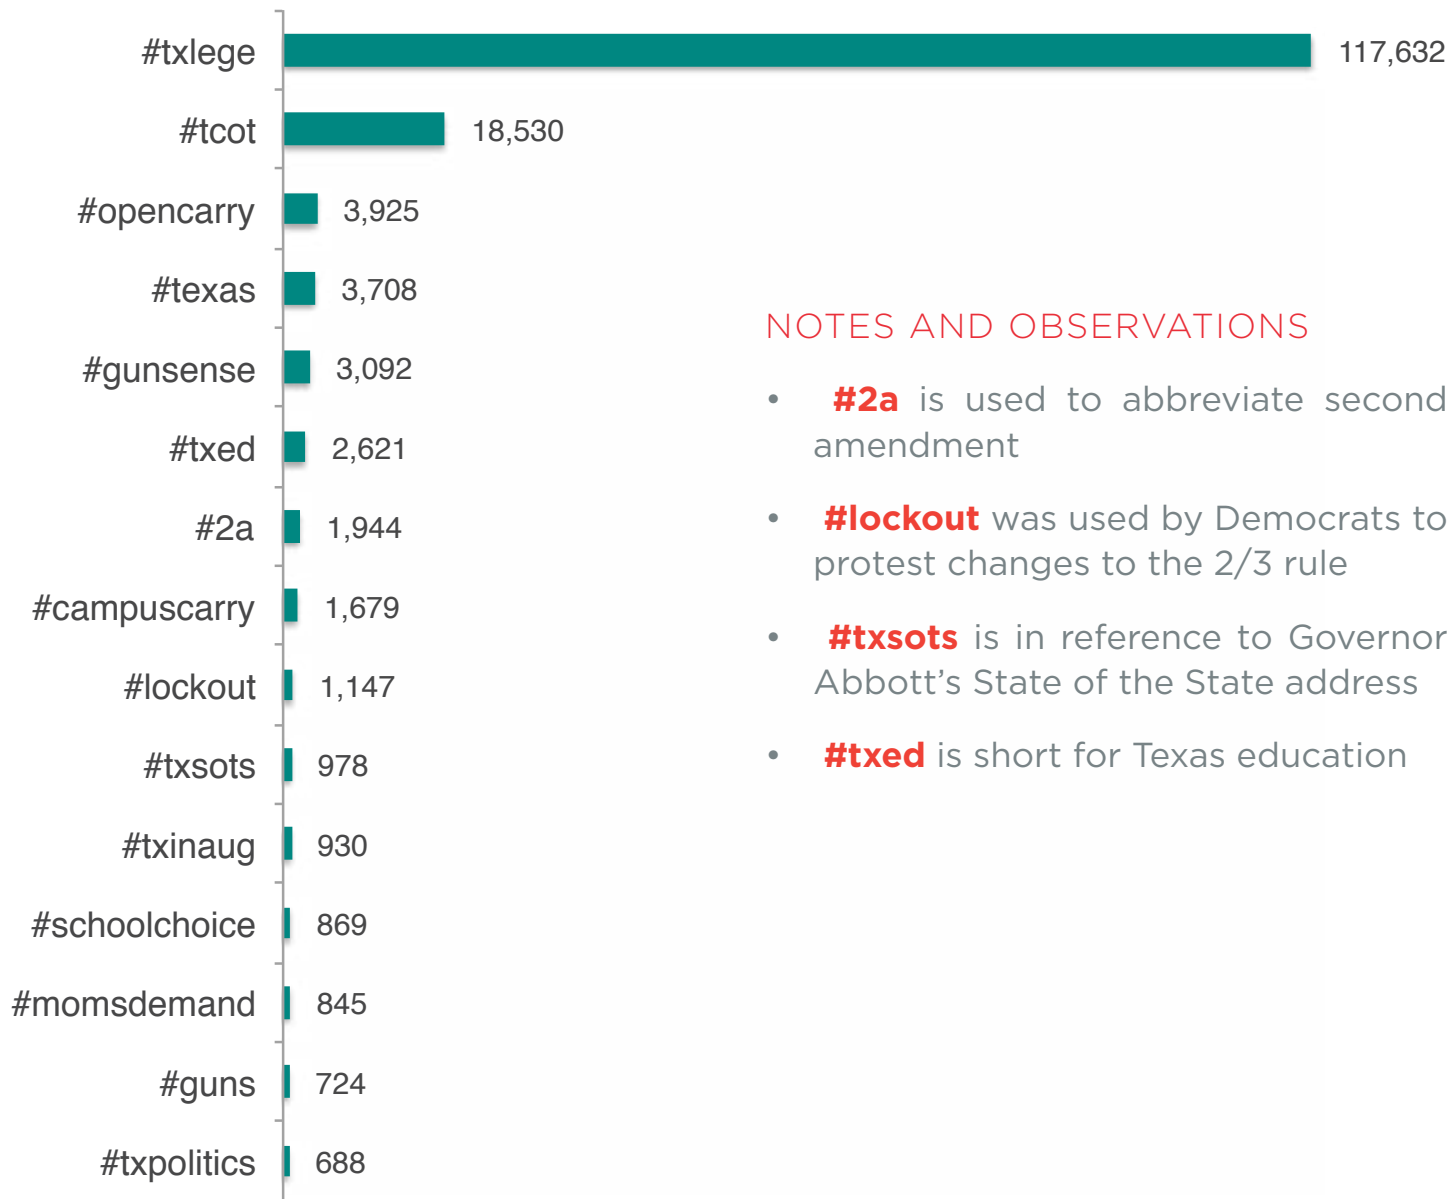 #txlege 117,632
#tcot 18,530
#opencarry 3,925
#texas 3,708
#gunsense 3,092
#txed 2,621
#2a 1,944
#campuscarry 1,679
#lockout 1,147
#txsots 978
#txinaug 930
#schoolchoice 869
#momsdemand 845
#guns 724
#txpolitics 688
NOTES AND OBSERVATIONS
• #2a is used to abbreviate second
amendment
• #lockout was used by Democrats to
protest changes to the 2/3 rule
• #txsots is in reference to Governor
Abbott’s State of the State address
• #txed is short for Texas education